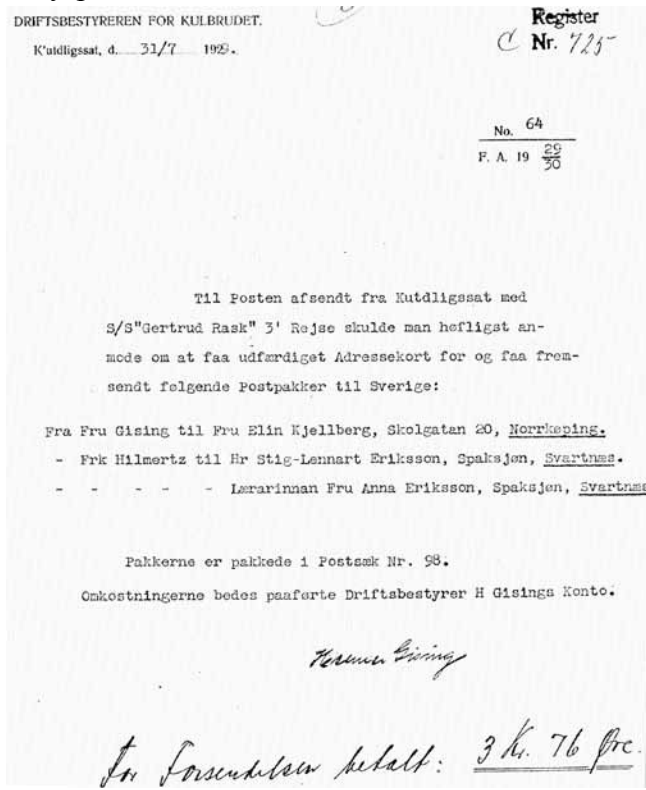 DRIFTSBESTYREREN FOR KULBRUDET.
K'utdligssat, d. 31/7 1929.
Register
C Nr. 725
No. 64
F. A. 19 29/30
Til Posten afsendt fra Kutdligssat med
S/S"Gertrud Rask" 3' Rejse skulde man høfligst an-
mode om at faa udfærdiget Adressekort for og faa frem-
sendt følgende Postpakker til Sverige:
Fra Fru Gising til Fru Elin Kjellberg, Skolgatan 20, Norrkøping.
- Frk Hilmertz til Hr Stig-Lennart Eriksson, Spaksjøn, Svartnæs.
- - - - - Lærarinnan Fru Anna Eriksson, Spaksjøn, Svartnæs
Pakkerne er pakkede i Postsæk Nr. 98.
Omkostningerne bedes paaførte Driftsbestyrer H Gisings Konto.
Gising
For Forsendelsen betalt: 3 Kr. 76 Øre.